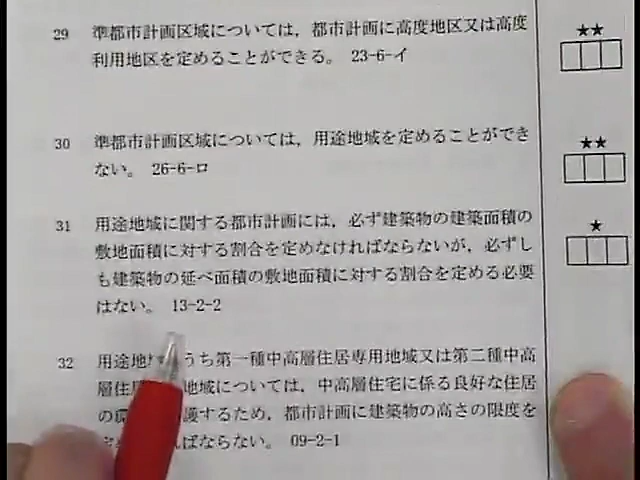 29 準都市計画区域については，都市計画に高度地区又は高度
利用地区を定めることができる。 23-6-イ
★★
30 準都市計画区域については，用途地域を定めることができ
ない。 26-6-ロ
★★
31 用途地域に関する都市計画には，必ず建築物の建築面積の
敷地面積に対する割合を定めなければならないが，必ずし
も建築物の延べ面積の敷地面積に対する割合を定める必要
はない。 13-2-2
★
32 用途地 うち第一種中高層住居専用地域又は第二種中高
層住 地域については，中高層住宅に係る良好な住居
の 護するため，都市計画に建築物の高さの限度を
ばならない。 09-2-1